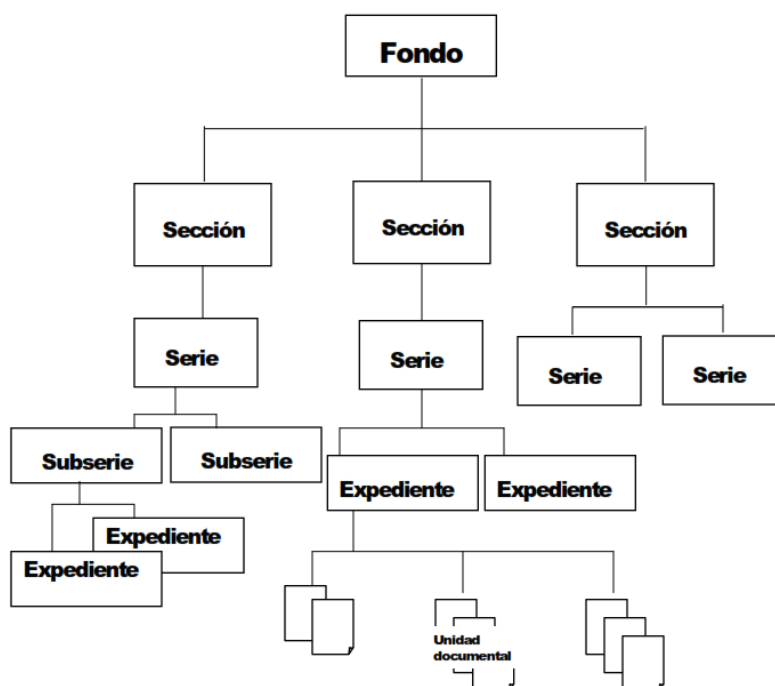 Fondo
Sección
Sección
Sección
Serie
Serie
Serie
Serie
Subserie
Subserie
Expediente
Expediente
Expediente
Expediente
Unidad
documental